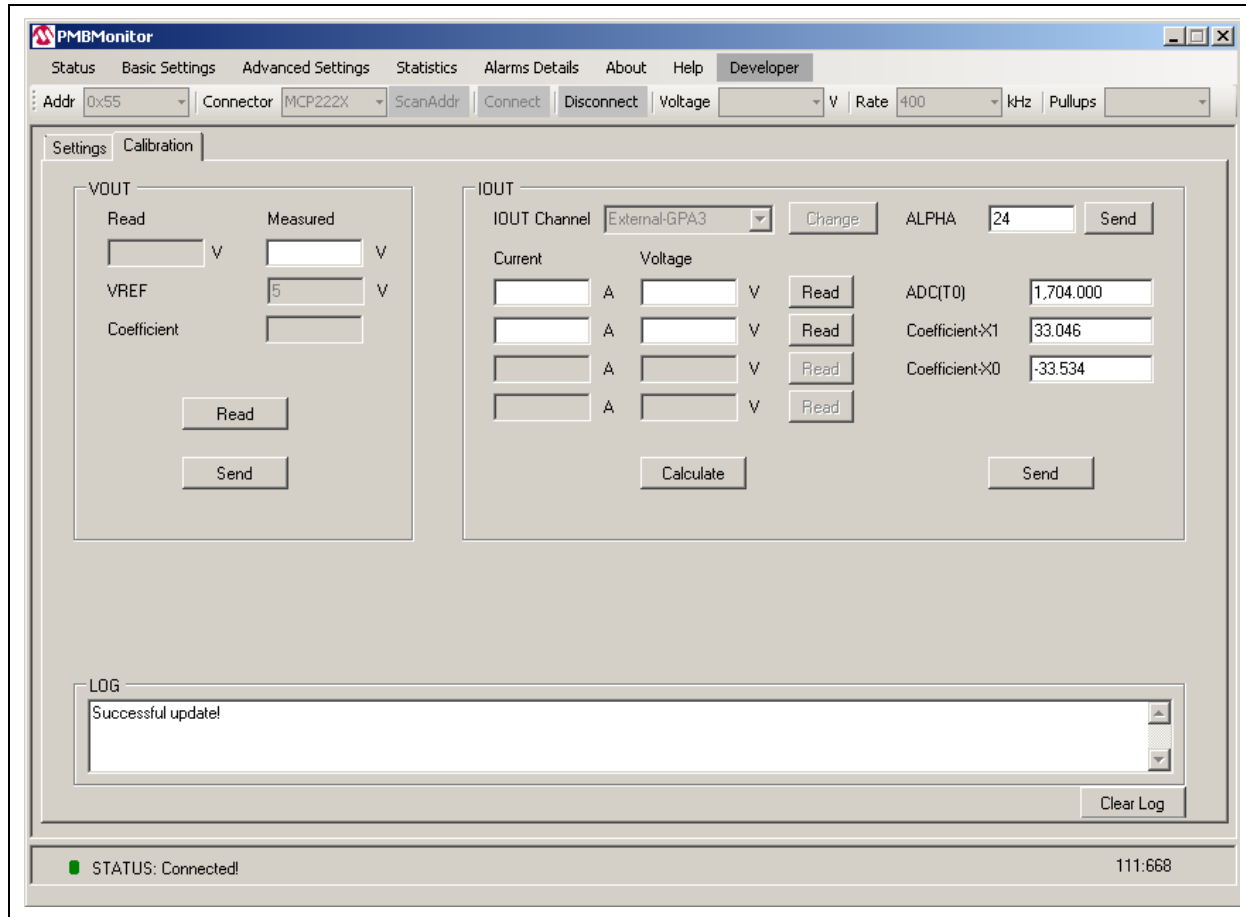 PMBMonitor
Status Basic Settings Advanced Settings Statistics Alarms Details About Help Developer
Addr 0x55 Connector MCP222X ScanAddr Connect Disconnect Voltage V Rate 400 kHz Pullups
Settings Calibration
VOUT
Read Measured
V V
VREF 5 V
Coefficient
Read
Send
IOUT
IOUT Channel External-GPA3 Change ALPHA 24 Send
Current Voltage
A V Read ADC(T0) 1,704.000
A V Read Coefficient-X1 33.046
A V Read Coefficient-X0 -33.534
A V Read
Calculate Send
LOG
Successful update!
Clear Log
STATUS: Connected! 111:668